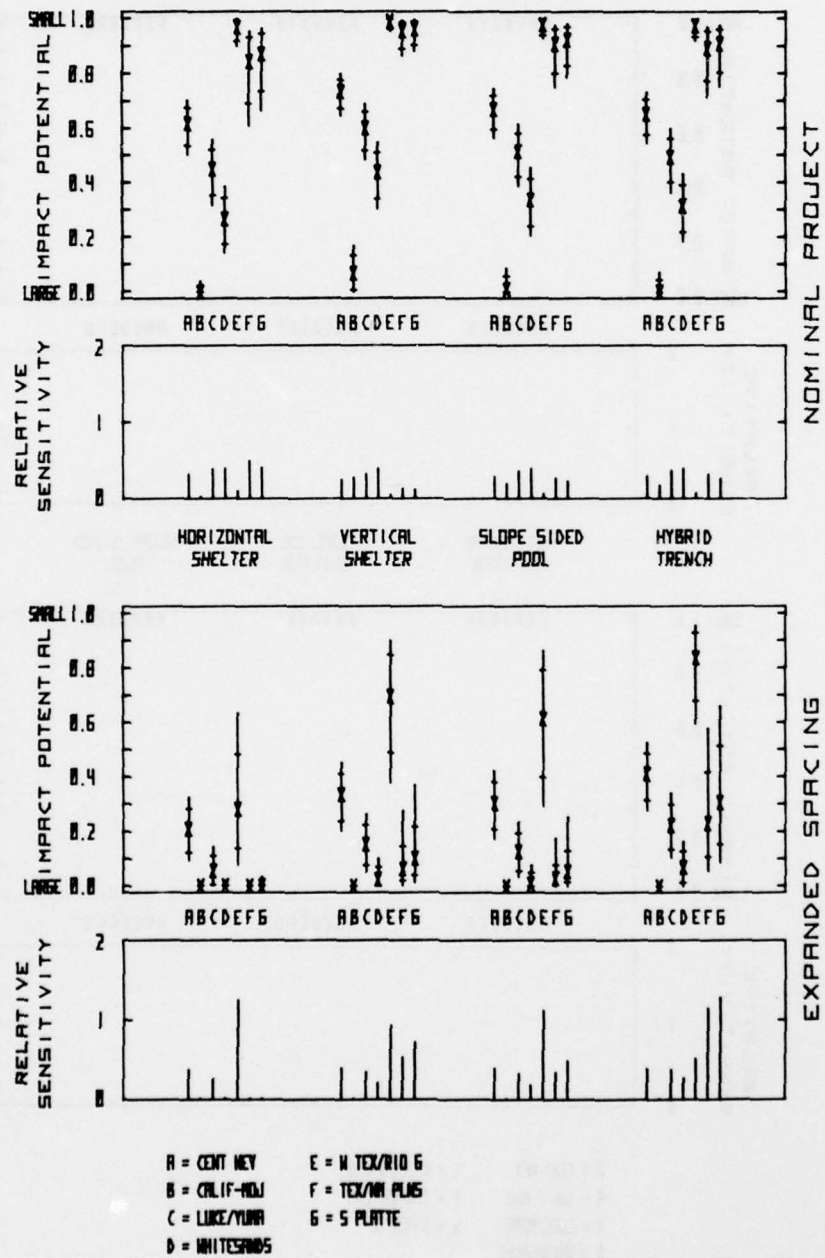 SMALL 1.0
0.8
0.6
0.4
0.2
LARGE 0.0
IMPACT POTENTIAL
ABCDEFG ABCDEFG ABCDEFG ABCDEFG
2
1
0
RELATIVE SENSITIVITY
HORIZONTAL SHELTER
VERTICAL SHELTER
SLOPE SIDED POOL
HYBRID TRENCH
NOMINAL PROJECT
SMALL 1.0
0.8
0.6
0.4
0.2
LARGE 0.0
IMPACT POTENTIAL
ABCDEFG ABCDEFG ABCDEFG ABCDEFG
2
1
0
RELATIVE SENSITIVITY
EXPANDED SPACING
A = CENT NEV
B = CALIF-MOJ
C = LUKE/YUMA
D = WHITESANDS
E = W TEX/RIO G
F = TEX/NM PLNS
G = S PLATTE